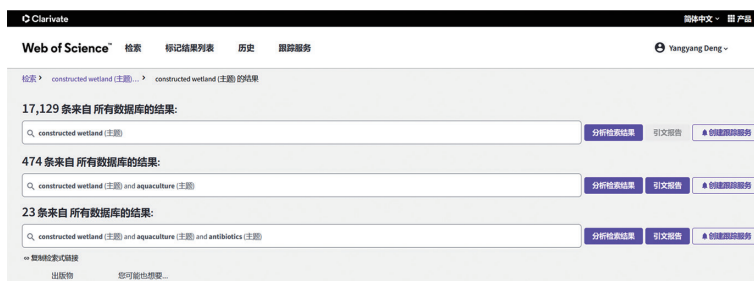 Clarivate 简体中文 产品
Web of Science™ 检索 标记结果列表 历史 跟踪服务 Yangyang Deng
检索 > constructed wetland (主题)... > constructed wetland (主题) 的结果
17,129 条来自 所有数据库的结果:
constructed wetland (主题) 分析检索结果 引文报告 创建跟踪服务
474 条来自 所有数据库的结果:
constructed wetland (主题) and aquaculture (主题) 分析检索结果 引文报告 创建跟踪服务
23 条来自 所有数据库的结果:
constructed wetland (主题) and aquaculture (主题) and antibiotics (主题) 分析检索结果 引文报告 创建跟踪服务
复制检索式链接
出版物 您可能也想要...